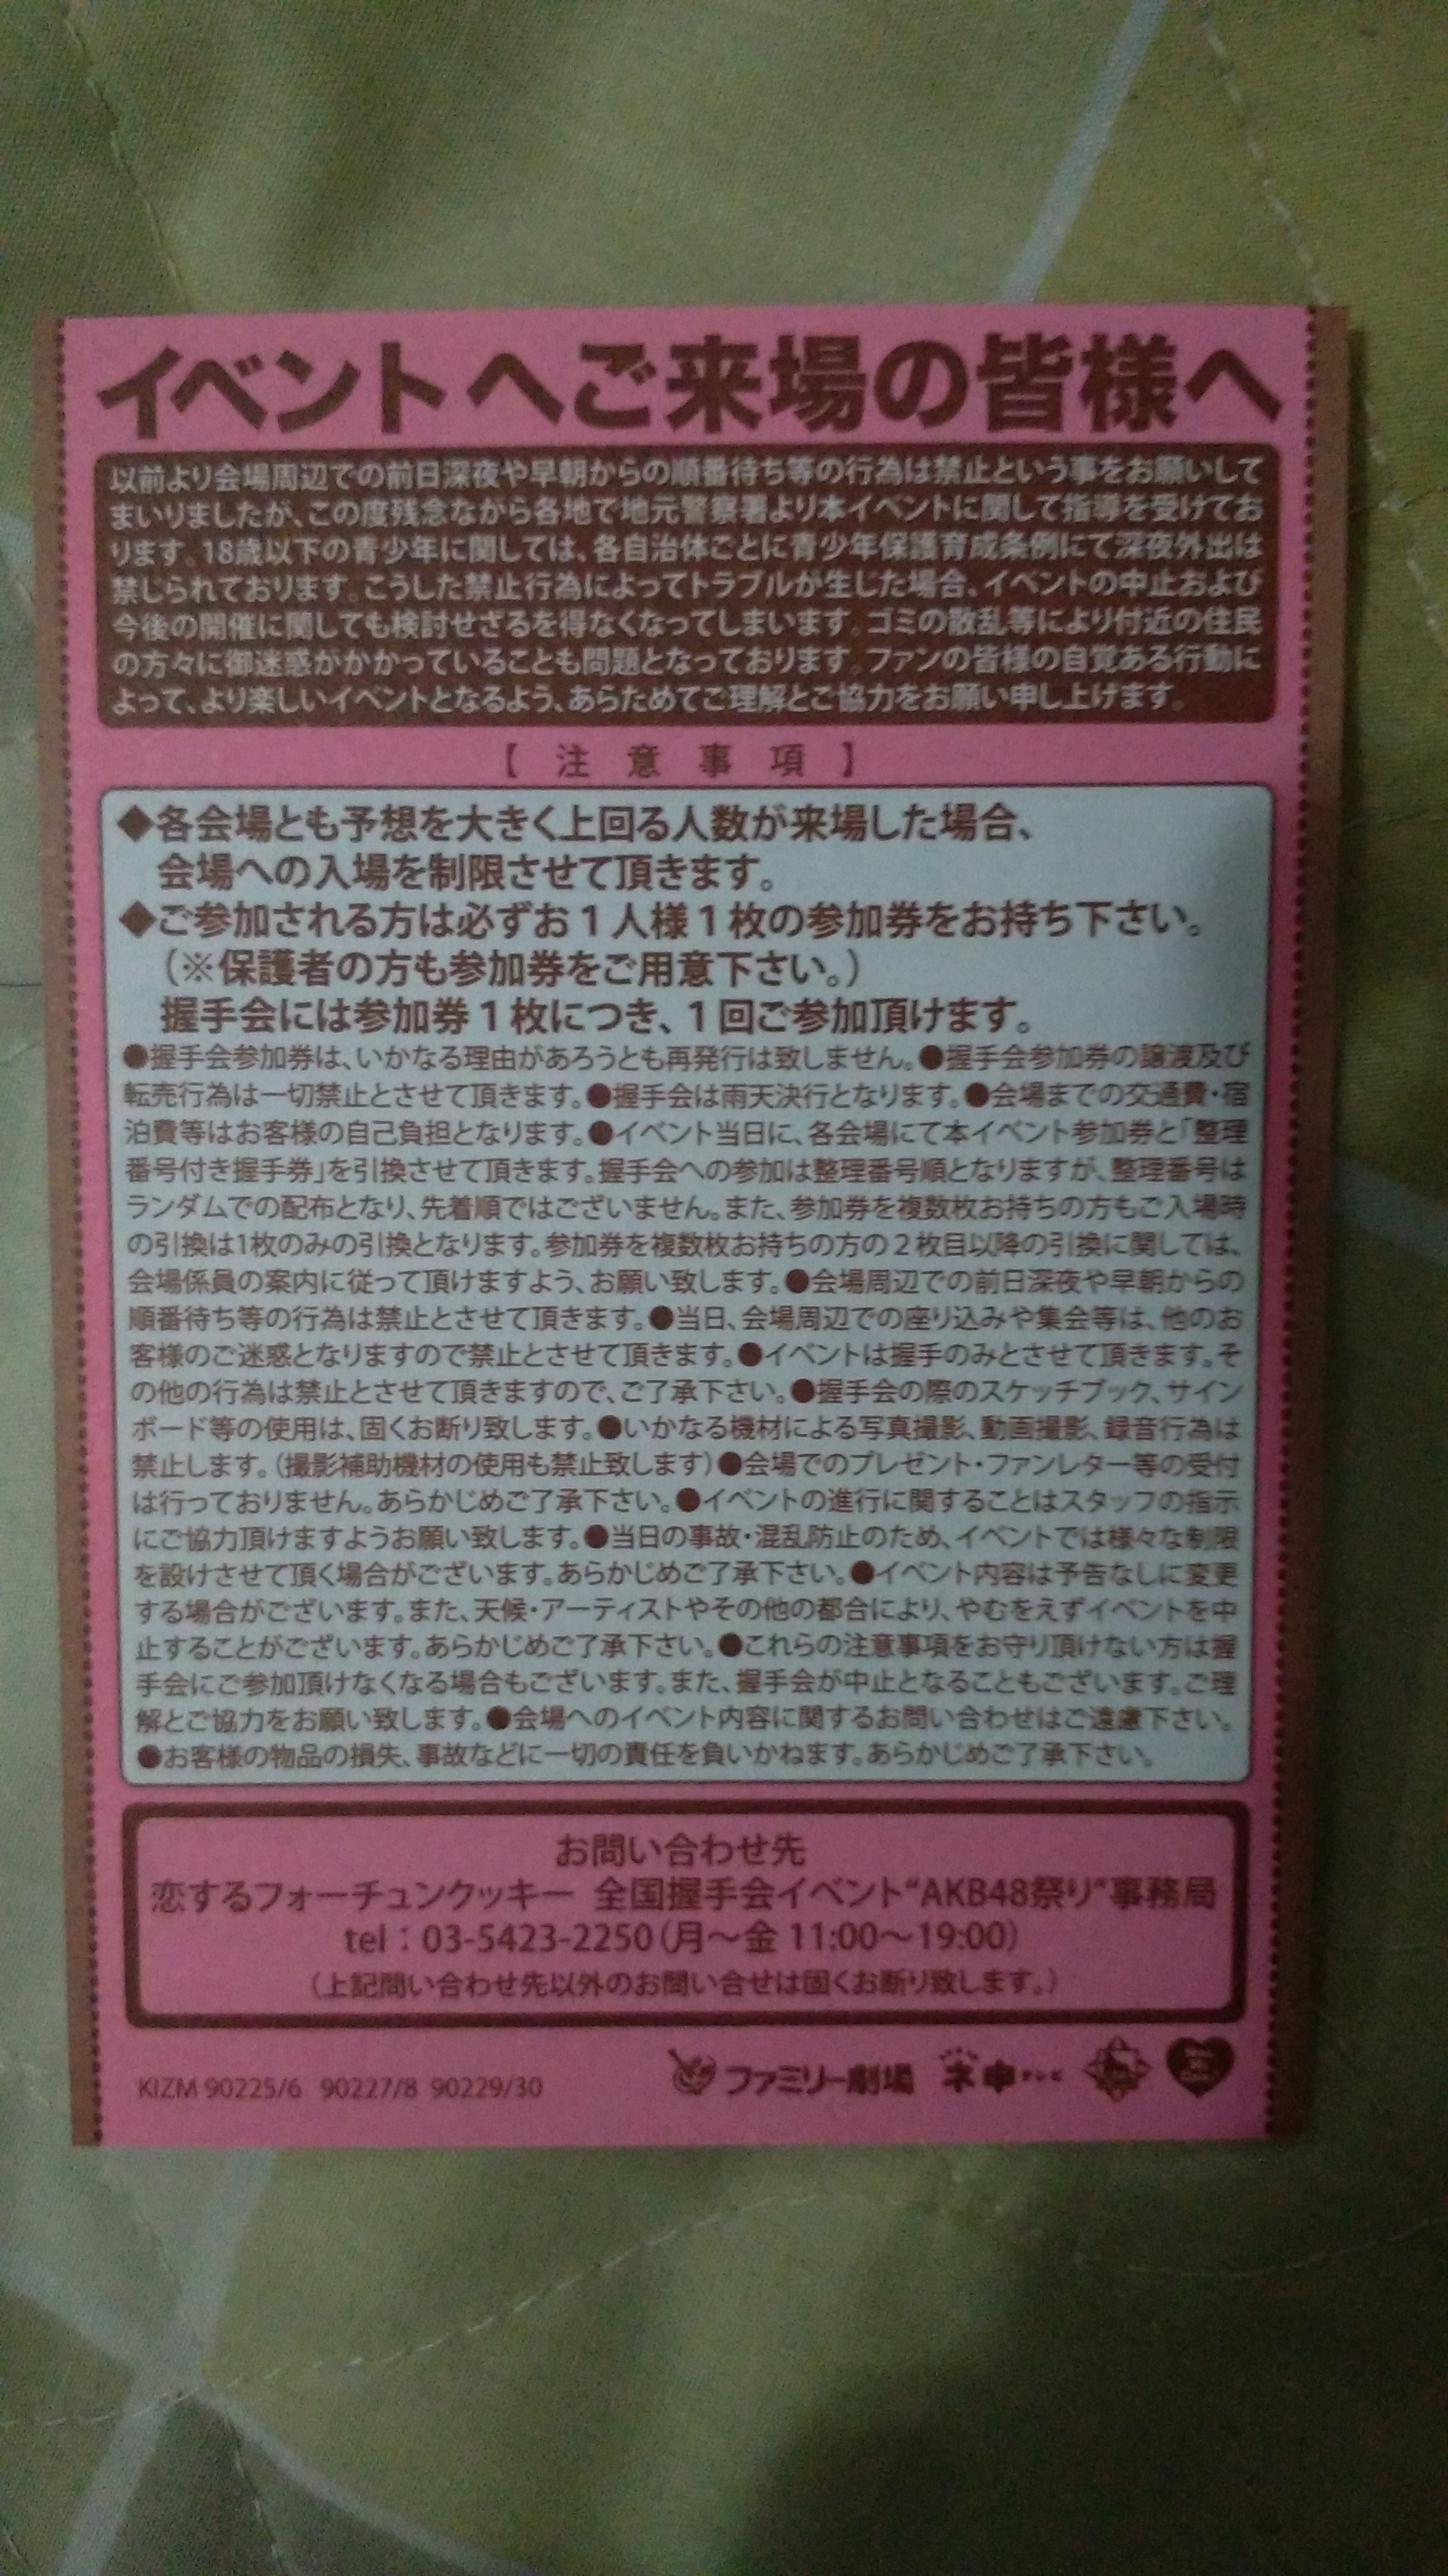 イベントへご来場の皆様へ
以前より会場周辺での前日深夜や早朝からの順番待ち等の行為は禁止という事をお願いして
まいりましたが、この度残念ながら各地で地元警察署より本イベントに関して指導を受けてお
ります。18歳以下の青少年に関しては、各自治体ごとに青少年保護育成条例にて深夜外出は
禁じられております。こうした禁止行為によってトラブルが生じた場合、イベントの中止および
今後の開催に関しても検討せざるを得なくなってしまいます。ゴミの散乱等により付近の住民
の方々に御迷惑がかかっていることも問題となっております。ファンの皆様の自覚ある行動に
よって、より楽しいイベントとなるよう、あらためてご理解とご協力をお願い申し上げます。
【注意事項】
◆各会場とも予想を大きく上回る人数が来場した場合、
会場への入場を制限させて頂きます。
◆ご参加される方は必ずお1人様1枚の参加券をお持ち下さい。
(※保護者の方も参加券をご用意下さい。)
握手会には参加券1枚につき、1回ご参加頂けます。
●握手会参加券は、いかなる理由があろうとも再発行は致しません。●握手会参加券の譲渡及び
転売行為は一切禁止とさせて頂きます。●握手会は雨天決行となります。●会場までの交通費・宿
泊費等はお客様の自己負担となります。●イベント当日に、各会場にて本イベント参加券と「整理
番号付き握手券」を引換させて頂きます。握手会への参加は整理番号順となりますが、整理番号は
ランダムでの配布となり、先着順ではございません。また、参加券を複数枚お持ちの方もご入場時
の引換は1枚のみの引換となります。参加券を複数枚お持ちの方の2枚目以降の引換に関しては、
会場係員の案内に従って頂けますよう、お願い致します。●会場周辺での前日深夜や早朝からの
順番待ち等の行為は禁止とさせて頂きます。●当日、会場周辺での座り込みや集会等は、他のお
客様のご迷惑となりますので禁止とさせて頂きます。●イベントは握手のみとさせて頂きます。そ
の他の行為は禁止とさせて頂きますので、ご了承下さい。●握手会の際のスケッチブック、サイン
ボード等の使用は、固くお断り致します。●いかなる機材による写真撮影、動画撮影、録音行為は
禁止します。(撮影補助機材の使用も禁止致します)●会場でのプレゼント・ファンレター等の受付
は行っておりません。あらかじめご了承下さい。●イベントの進行に関することはスタッフの指示
にご協力頂けますようお願い致します。●当日の事故・混乱防止のため、イベントでは様々な制限
を設けさせて頂く場合がございます。あらかじめご了承下さい。●イベント内容は予告なしに変更
する場合がございます。また、天候・アーティストやその他の都合により、やむをえずイベントを中
止することがございます。あらかじめご了承下さい。●これらの注意事項をお守り頂けない方は握
手会にご参加頂けなくなる場合もございます。また、握手会が中止となることもございます。ご理
解とご協力をお願い致します。●会場へのイベント内容に関するお問い合わせはご遠慮下さい。
●お客様の物品の損失、事故などに一切の責任を負いかねます。あらかじめご了承下さい。
お問い合わせ先
恋するフォーチュンクッキー 全国握手会イベント“AKB48祭り”事務局
tel:03-5423-2250(月〜金 11:00〜19:00)
(上記問い合わせ先以外のお問い合せは固くお断り致します。)
KIZM 90225/6 90227/8 90229/30
ファミリー劇場 ネ申テレビ